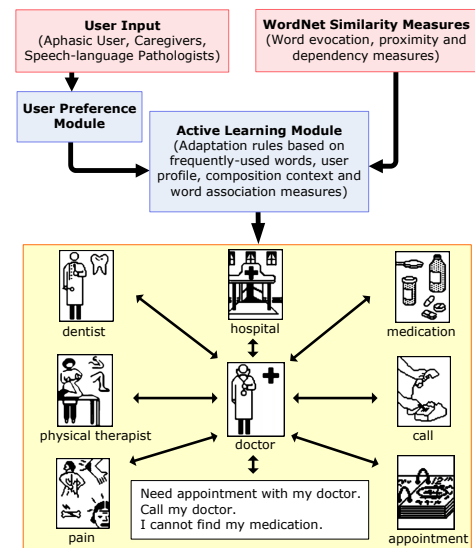 User Input
(Aphasic User, Caregivers,
Speech-language Pathologists)
WordNet Similarity Measures
(Word evocation, proximity and
dependency measures)
User Preference
Module
Active Learning Module
(Adaptation rules based on
frequently-used words, user
profile, composition context and
word association measures)
dentist
hospital
medication
physical therapist
doctor
call
pain
Need appointment with my doctor.
Call my doctor.
I cannot find my medication.
appointment